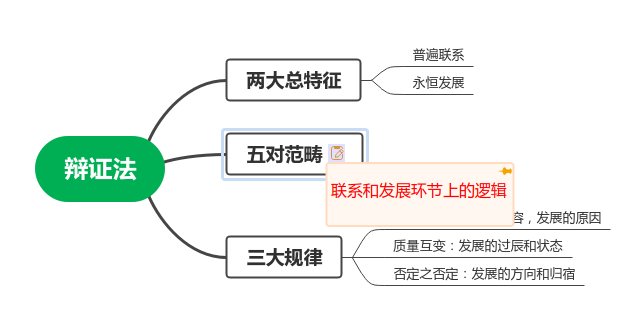 普遍联系
两大总特征
永恒发展
辩证法
五对范畴
联系和发展环节上的逻辑
，发展的原因
质量互变：发展的过辰和状态
三大规律
否定之否定：发展的方向和归宿